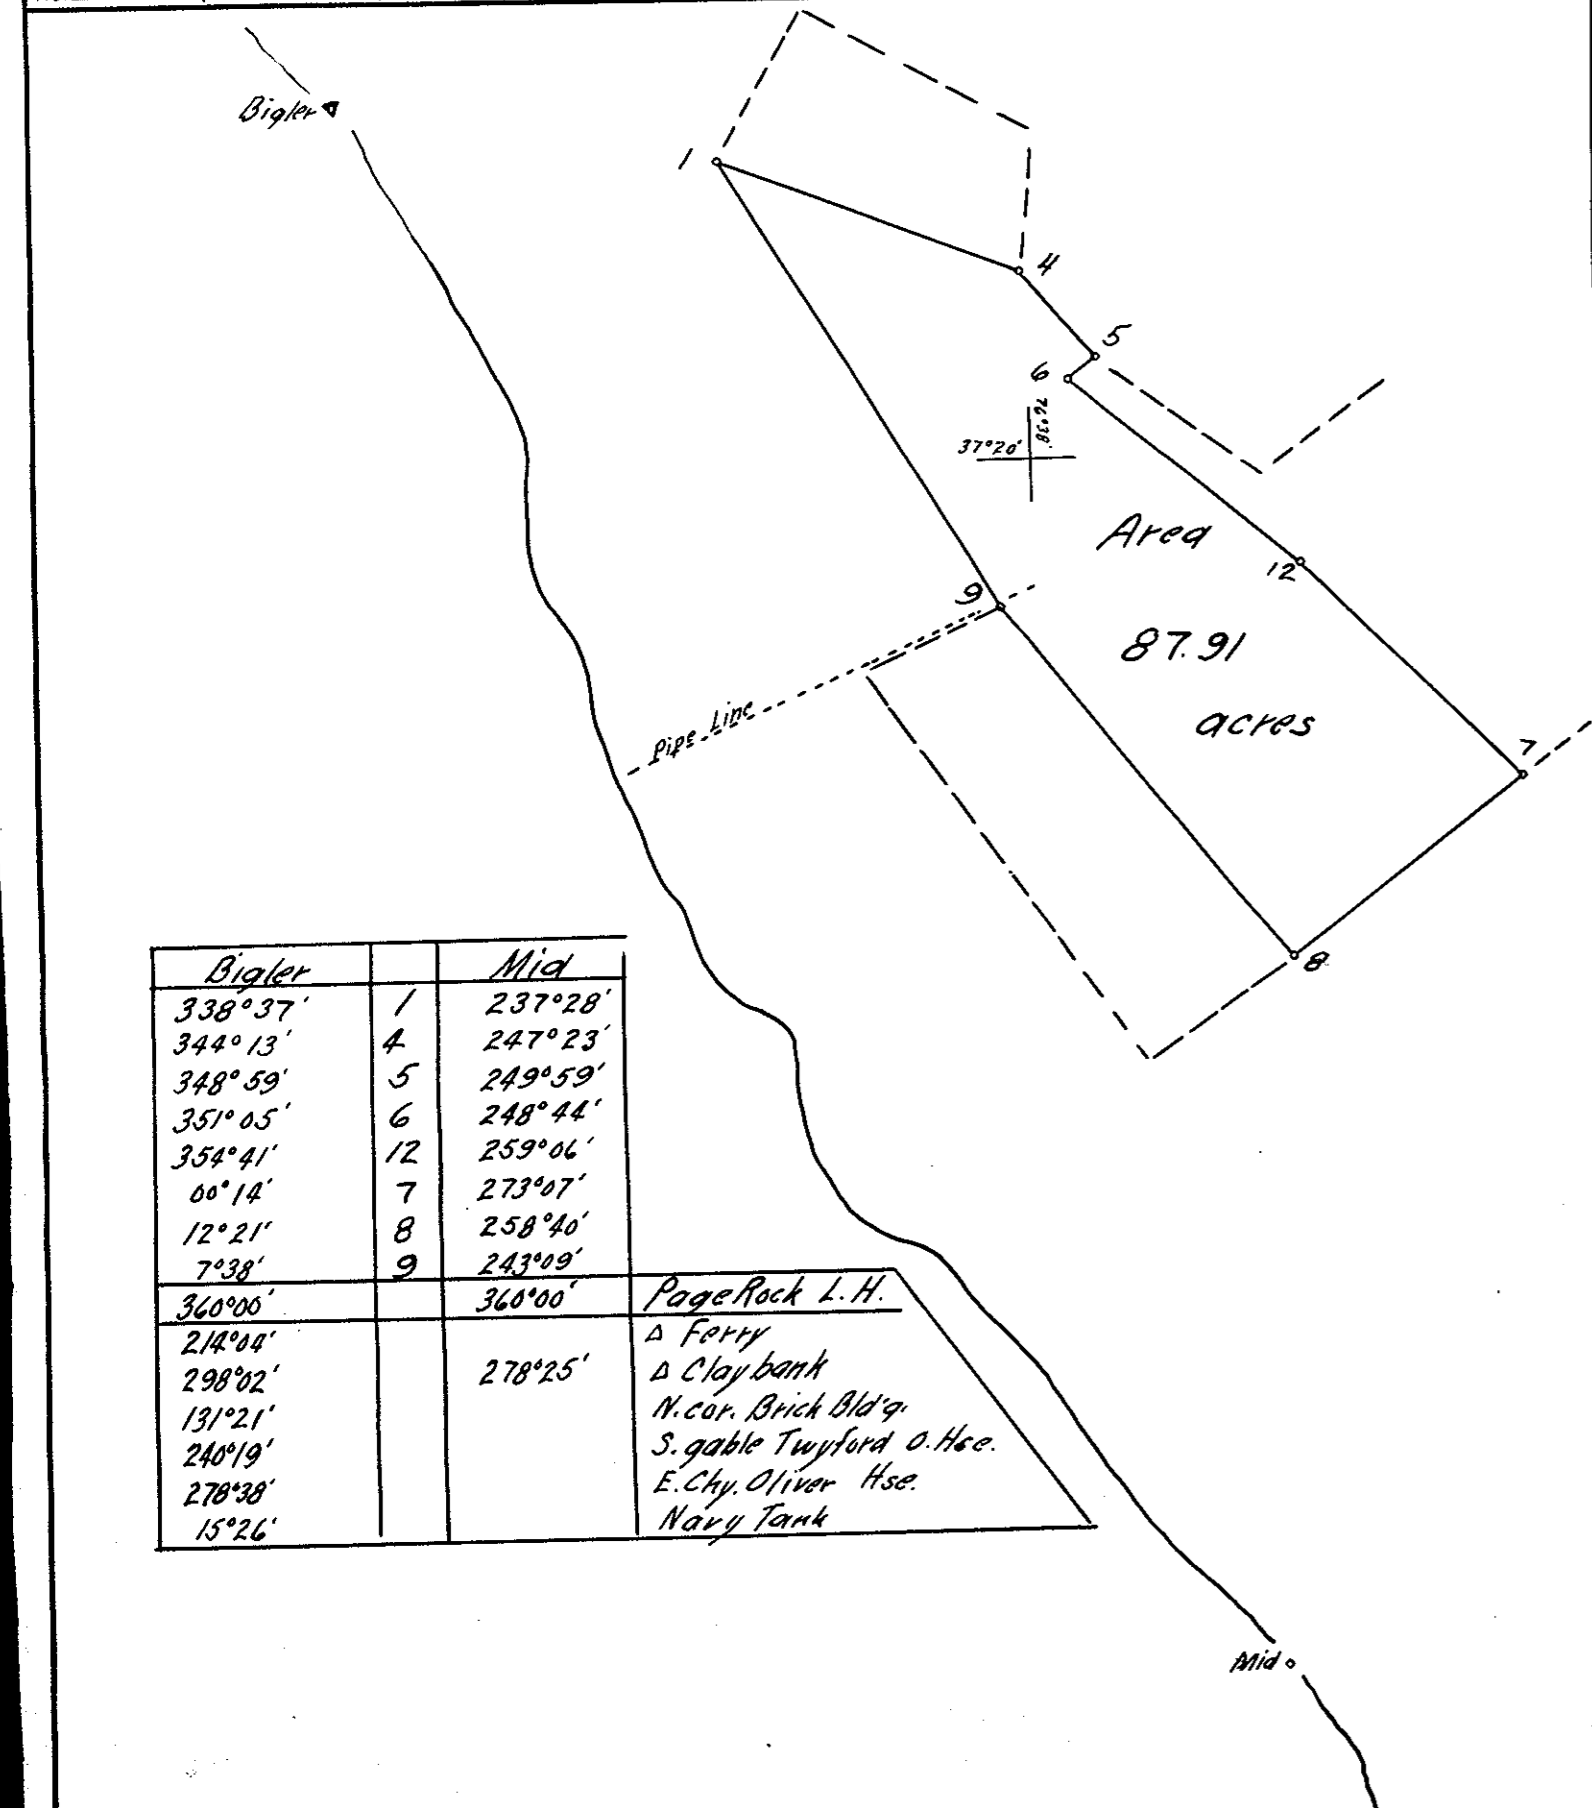 Bigler
1
4
5
6
76°38'
37°20'
Area
12
9
87.91
acres
Pipe Line
7
8
Bigler Mid
338°37' 1 237°28'
344°13' 4 247°23'
348°59' 5 249°59'
351°05' 6 248°44'
354°41' 12 259°06'
00°14' 7 273°07'
12°21' 8 258°40'
7°38' 9 243°09'
360°00' 360°00' Page Rock L.H.
214°04' Δ Ferry
298°02' 278°25' Δ Claybank
131°21' N.cor. Brick Bld'g.
240°19' S.gable Twyford O.Hse.
278°38' E.Chy. Oliver Hse.
15°26' Navy Tank
Mid